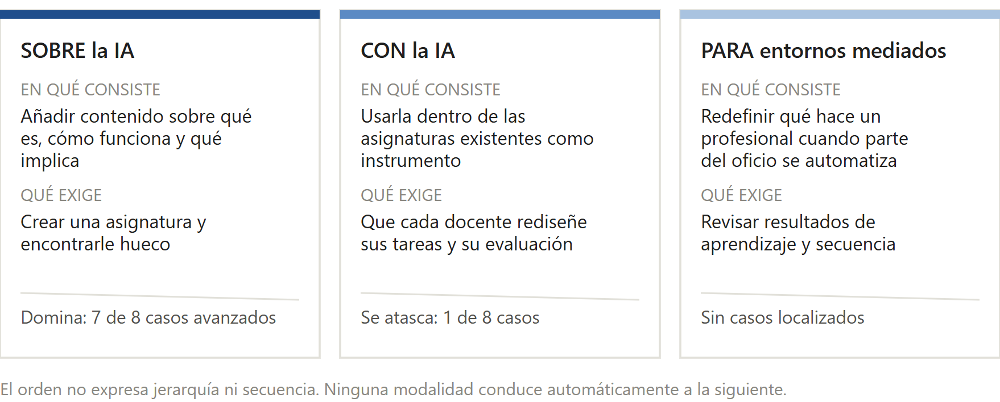 SOBRE la IA
EN QUÉ CONSISTE
Añadir contenido sobre qué
es, cómo funciona y qué
implica
QUÉ EXIGE
Crear una asignatura y
encontrarle hueco
Domina: 7 de 8 casos avanzados
CON la IA
EN QUÉ CONSISTE
Usarla dentro de las
asignaturas existentes como
instrumento
QUÉ EXIGE
Que cada docente rediseñe
sus tareas y su evaluación
Se atasca: 1 de 8 casos
PARA entornos mediados
EN QUÉ CONSISTE
Redefinir qué hace un
profesional cuando parte
del oficio se automatiza
QUÉ EXIGE
Revisar resultados de
aprendizaje y secuencia
Sin casos localizados
El orden no expresa jerarquía ni secuencia. Ninguna modalidad conduce automáticamente a la siguiente.